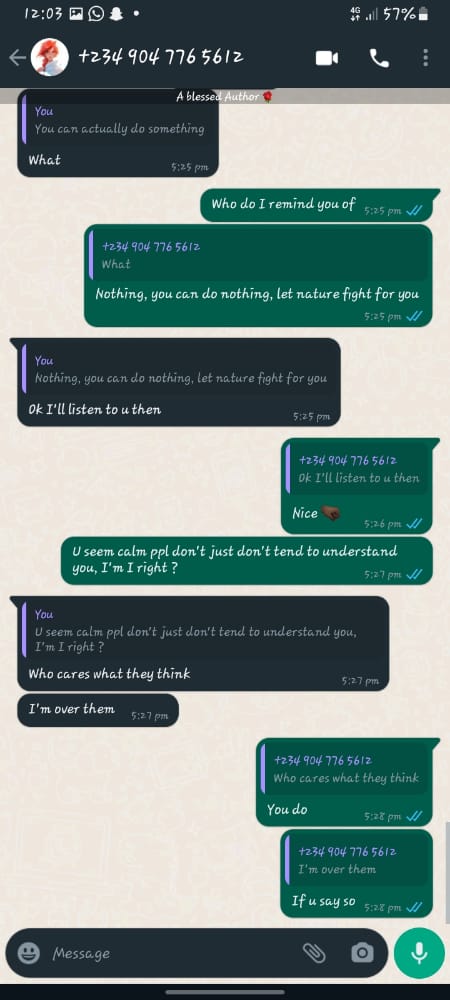 12:03
4G
57%
+234 904 776 5612
A blessed Author🌹
You
You can actually do something
What
5:25 pm
Who do I remind you of
5:25 pm
+234 904 776 5612
What
Nothing, you can do nothing, let nature fight for you
5:25 pm
You
Nothing, you can do nothing, let nature fight for you
Ok I'll listen to u then
5:25 pm
+234 904 776 5612
Ok I'll listen to u then
Nice 🤛🏿
5:26 pm
U seem calm ppl don't just don't tend to understand
you, I'm I right ?
5:27 pm
You
U seem calm ppl don't just don't tend to understand you,
I'm I right ?
Who cares what they think
5:27 pm
I'm over them
5:27 pm
+234 904 776 5612
Who cares what they think
You do
5:28 pm
+234 904 776 5612
I'm over them
If u say so
5:28 pm
Message